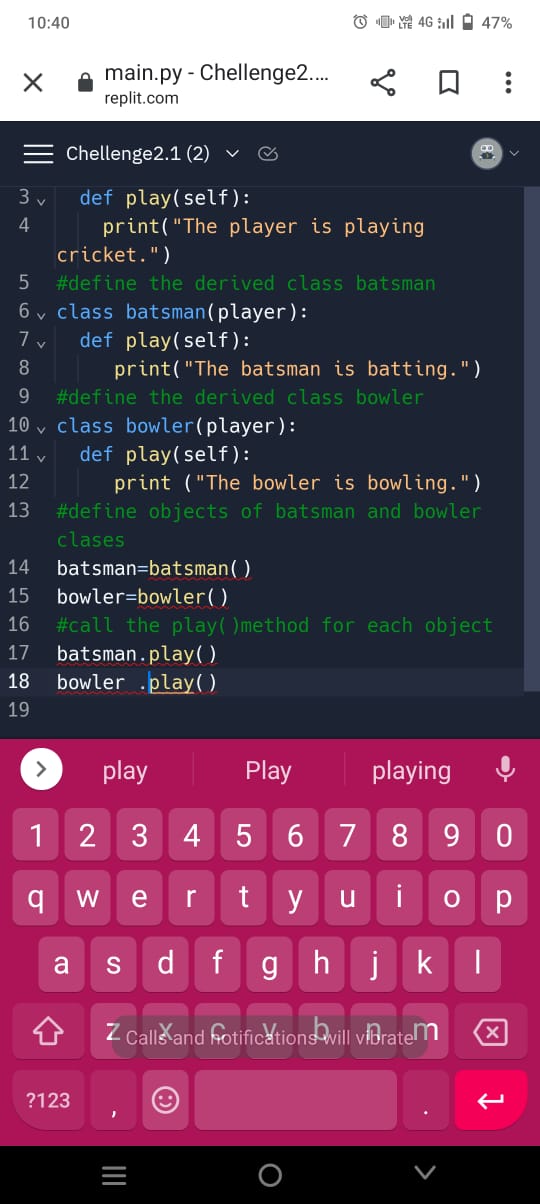 10:40 Vo) LTE 4G 47%
main.py - Chellenge2....
replit.com
Chellenge2.1 (2)
3 def play(self):
4 print("The player is playing
cricket.")
5 #define the derived class batsman
6 class batsman(player):
7 def play(self):
8 print("The batsman is batting.")
9 #define the derived class bowler
10 class bowler(player):
11 def play(self):
12 print ("The bowler is bowling.")
13 #define objects of batsman and bowler
clases
14 batsman=batsman()
15 bowler=bowler()
16 #call the play()method for each object
17 batsman.play()
18 bowler .play()
19
play Play playing
1 2 3 4 5 6 7 8 9 0
q w e r t y u i o p
a s d f g h j k l
z x c v b n m
Calls and notifications will vibrate
?123 , .